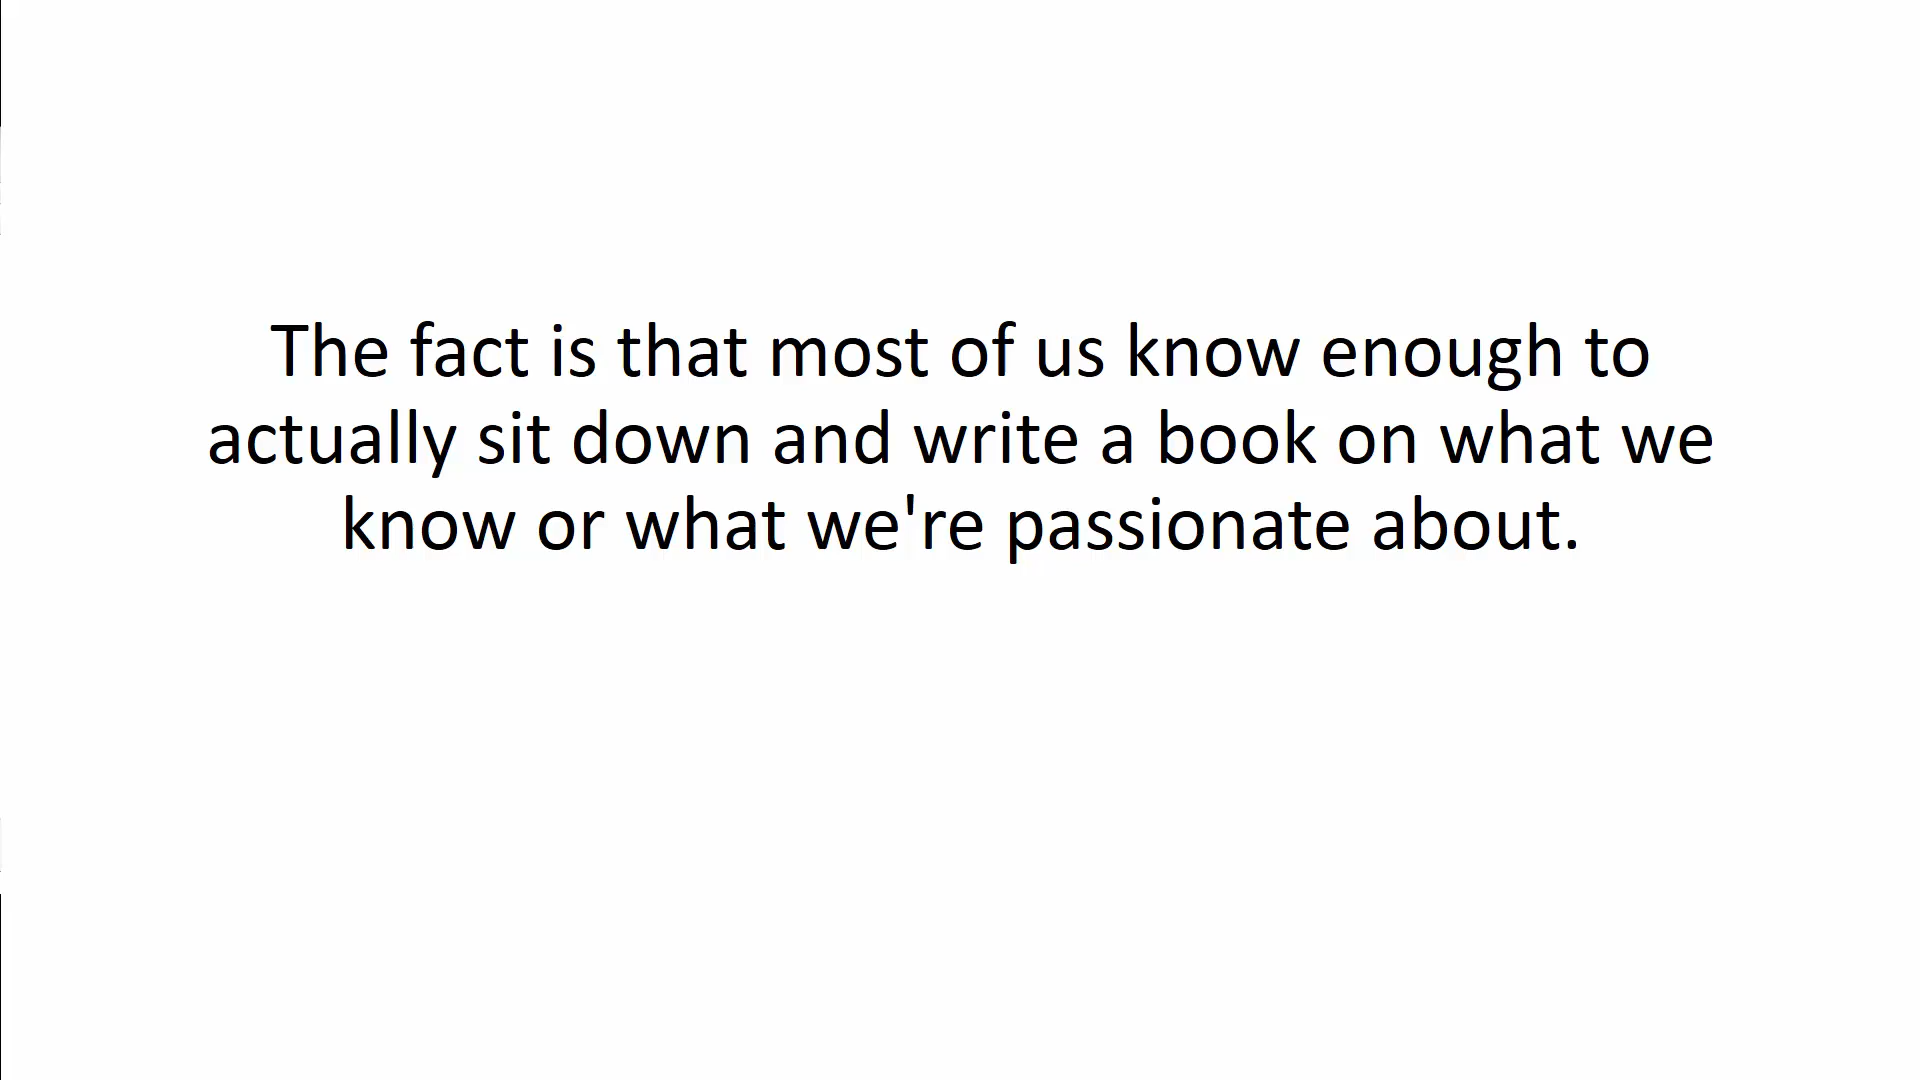 The fact is that most of us know enough to
actually sit down and write a book on what we
know or what we're passionate about.